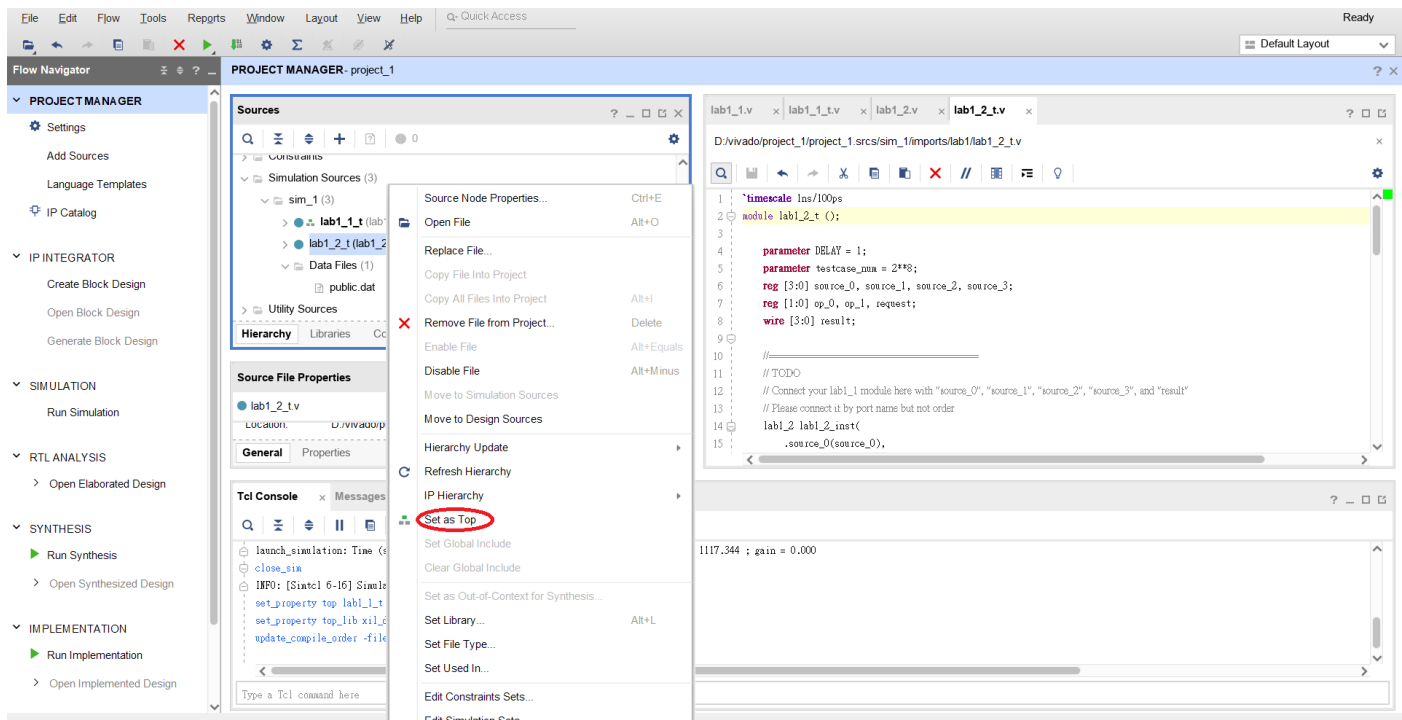 File Edit Flow Tools Reports Window Layout View Help Q- Quick Access Ready
Default Layout
Flow Navigator
PROJECT MANAGER - project_1
PROJECT MANAGER
Settings
Add Sources
Language Templates
IP Catalog
IP INTEGRATOR
Create Block Design
Open Block Design
Generate Block Design
SIMULATION
Run Simulation
RTL ANALYSIS
Open Elaborated Design
SYNTHESIS
Run Synthesis
Open Synthesized Design
IMPLEMENTATION
Run Implementation
Open Implemented Design
Sources
0
Constraints
Simulation Sources (3)
sim_1 (3)
lab1_1_t (lab1
lab1_2_t (lab1_2
Data Files (1)
public.dat
Utility Sources
Hierarchy Libraries Co
Source File Properties
lab1_2_t.v
Location: D:/vivado/p
General Properties
Source Node Properties... Ctrl+E
Open File Alt+O
Replace File...
Copy File Into Project
Copy All Files Into Project Alt+I
Remove File from Project... Delete
Enable File Alt+Equals
Disable File Alt+Minus
Move to Simulation Sources
Move to Design Sources
Hierarchy Update
Refresh Hierarchy
IP Hierarchy
Set as Top
Set Global Include
Clear Global Include
Set as Out-of-Context for Synthesis...
Set Library... Alt+L
Set File Type...
Set Used In...
Edit Constraints Sets...
Edit Simulation Sets...
lab1_1.v lab1_1_t.v lab1_2.v lab1_2_t.v
D:/vivado/project_1/project_1.srcs/sim_1/imports/lab1/lab1_2_t.v
1 `timescale 1ns/100ps
2 module lab1_2_t ();
3
4 parameter DELAY = 1;
5 parameter testcase_num = 2**8;
6 reg [3:0] source_0, source_1, source_2, source_3;
7 reg [1:0] op_0, op_1, request;
8 wire [3:0] result;
9
10 //==========================================
11 // TODO
12 // Connect your lab1_1 module here with "source_0", "source_1", "source_2", "source_3", and "result"
13 // Please connect it by port name but not order
14 lab1_2 lab1_2_inst(
15 .source_0(source_0),
Tcl Console Messages
launch_simulation: Time (s 1117.344 ; gain = 0.000
close_sim
INFO: [Simtcl 6-16] Simula
set_property top lab1_1_t
set_property top_lib xil_d
update_compile_order -file
Type a Tcl command here